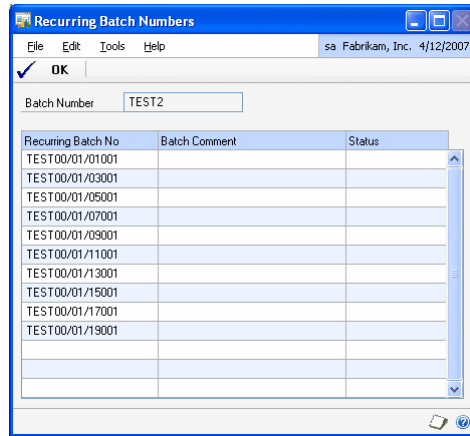 Recurring Batch Numbers
File Edit Tools Help sa Fabrikam, Inc. 4/12/2007
OK
Batch Number TEST2
Recurring Batch No Batch Comment Status
TEST00/01/01001
TEST00/01/03001
TEST00/01/05001
TEST00/01/07001
TEST00/01/09001
TEST00/01/11001
TEST00/01/13001
TEST00/01/15001
TEST00/01/17001
TEST00/01/19001